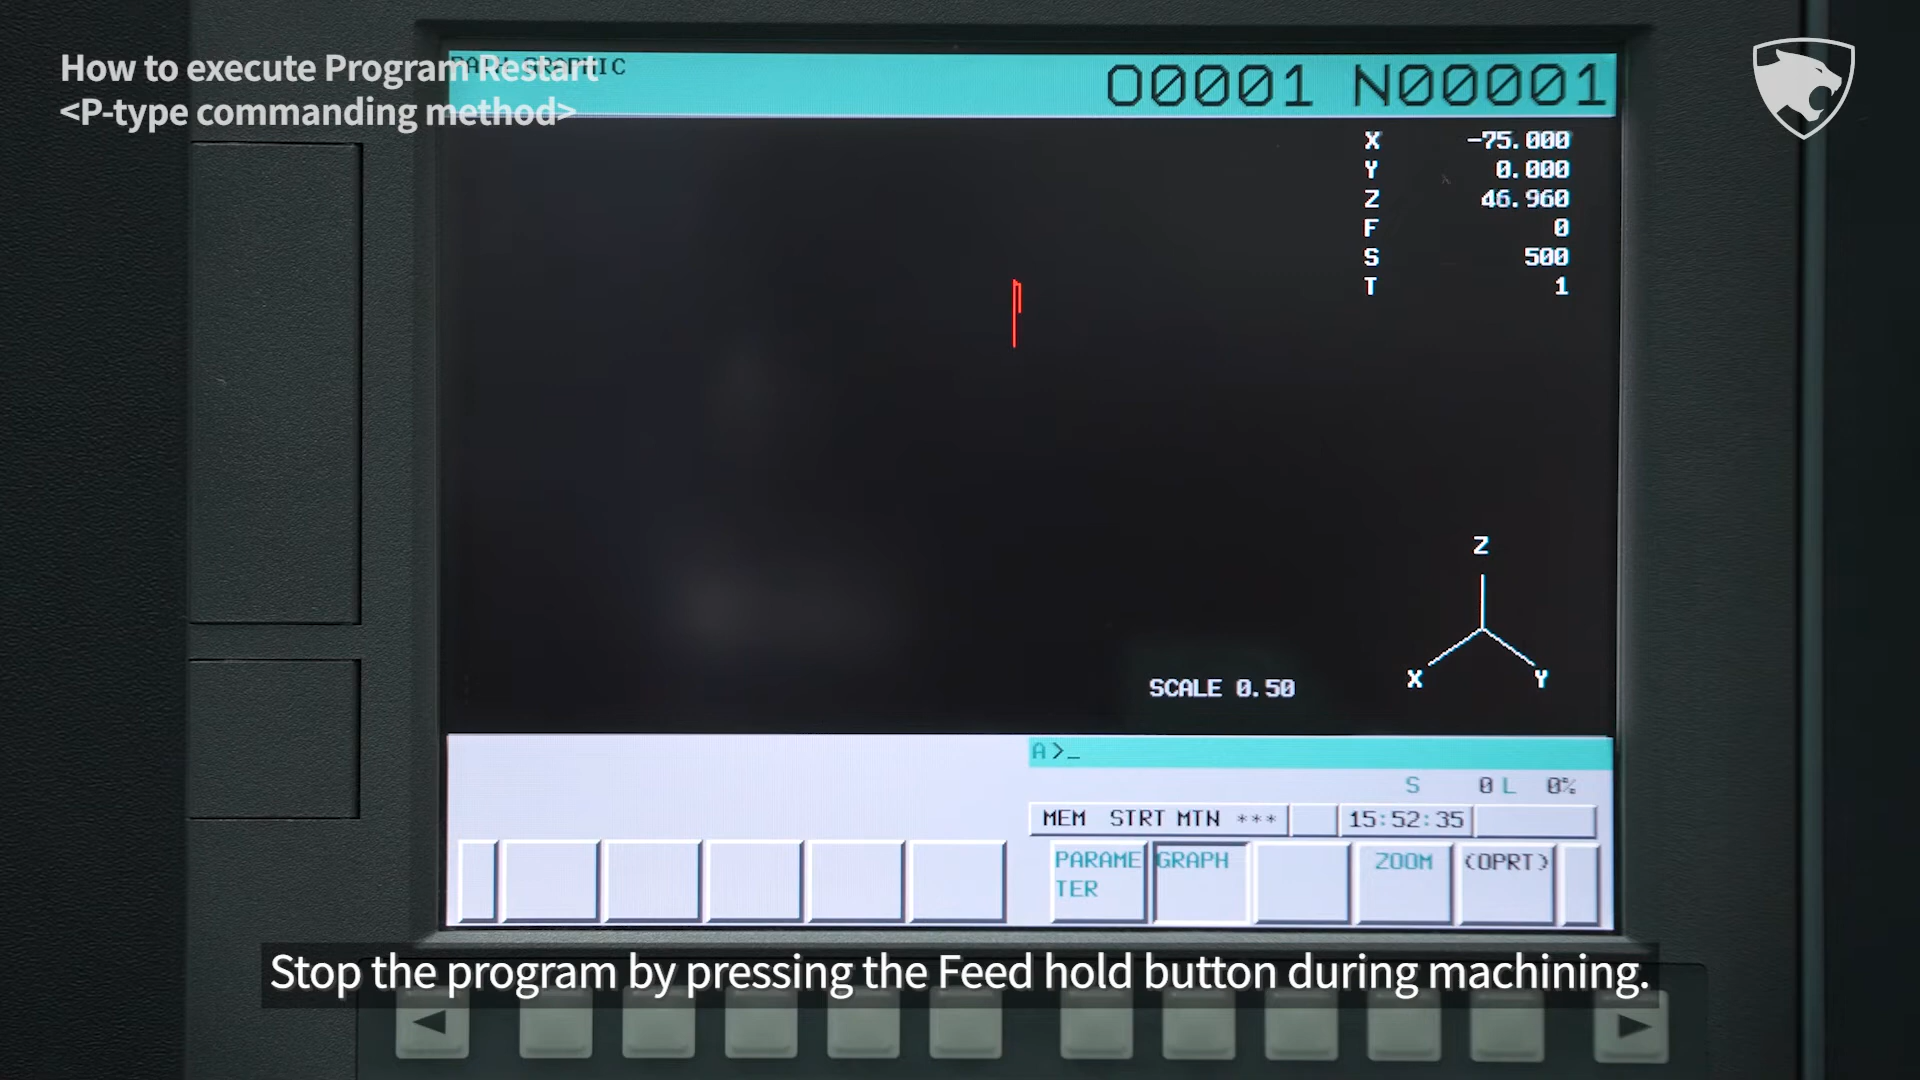 How to execute Program Restart
<P-type commanding method>
O0001 N00001
X -75.000
Y 0.000
Z 46.960
F 0
S 500
T 1
Z
X Y
SCALE 0.50
A>_
S 0 L 0%
MEM STRT MTN *** 15:52:35
PARAME
TER
GRAPH
ZOOM
(OPRT)
Stop the program by pressing the Feed hold button during machining.